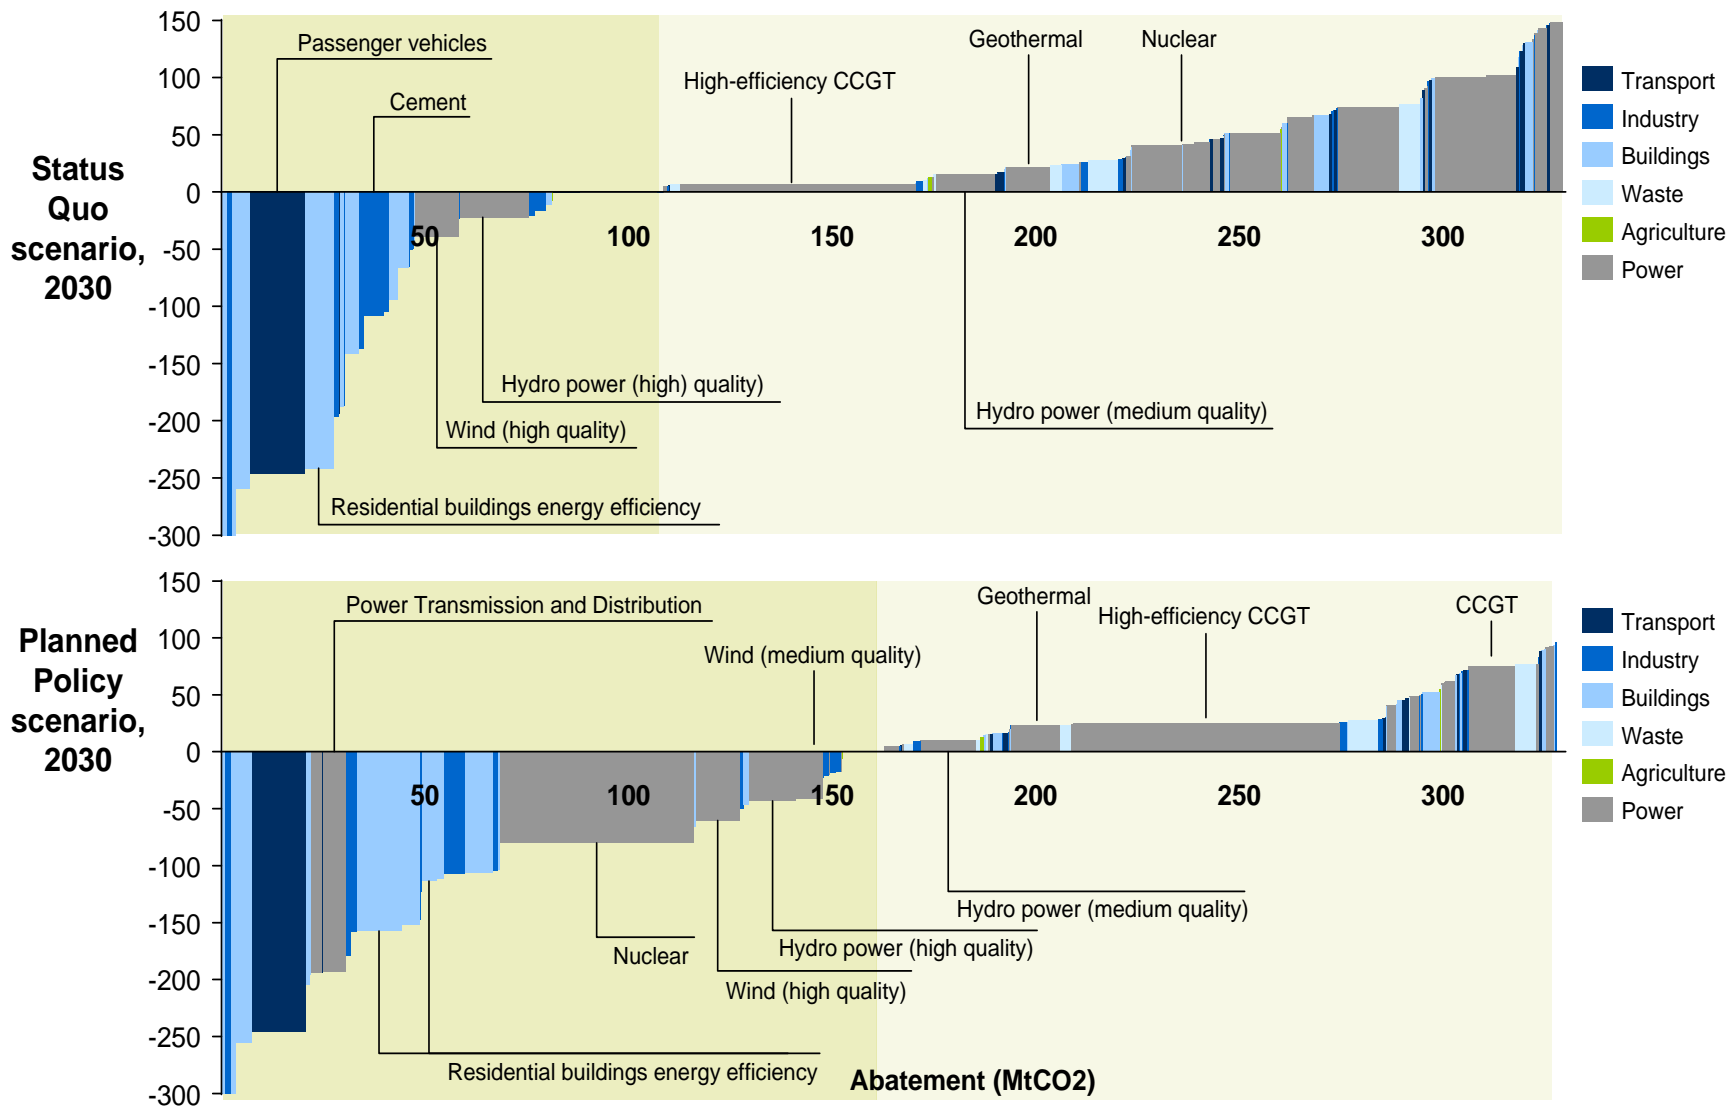 150
100
50
0
-50
-100
-150
-200
-250
-300
Status
Quo
scenario,
2030
Passenger vehicles
Cement
High-efficiency CCGT
Geothermal
Nuclear
50
100
150
200
250
300
Hydro power (high) quality)
Wind (high quality)
Residential buildings energy efficiency
Hydro power (medium quality)
Transport
Industry
Buildings
Waste
Agriculture
Power
150
100
50
0
-50
-100
-150
-200
-250
-300
Planned
Policy
scenario,
2030
Power Transmission and Distribution
Wind (medium quality)
Geothermal
High-efficiency CCGT
CCGT
50
100
150
200
250
300
Hydro power (medium quality)
Hydro power (high quality)
Nuclear
Wind (high quality)
Residential buildings energy efficiency
Abatement (MtCO2)
Transport
Industry
Buildings
Waste
Agriculture
Power